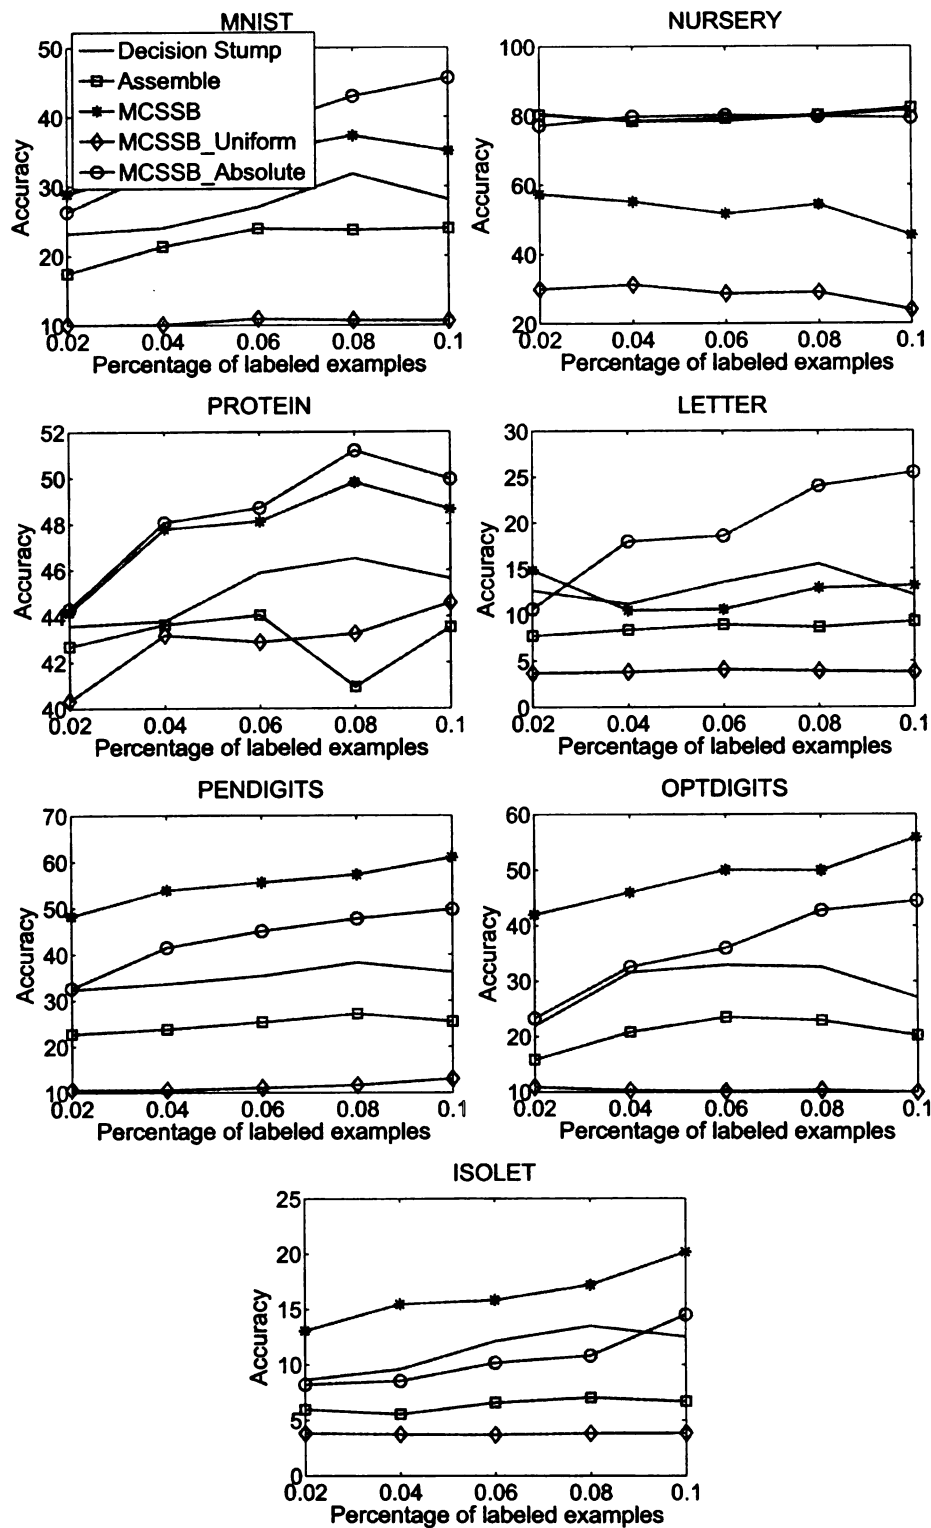 MNIST
50
40
30
20
10
Accuracy
Decision Stump
Assemble
MCSSB
MCSSB_Uniform
MCSSB_Absolute
0.02 0.04 0.06 0.08 0.1
Percentage of labeled examples
NURSERY
100
80
60
40
20
Accuracy
0.02 0.04 0.06 0.08 0.1
Percentage of labeled examples
PROTEIN
52
50
48
46
44
42
40
Accuracy
0.02 0.04 0.06 0.08 0.1
Percentage of labeled examples
LETTER
30
25
20
15
10
5
0
Accuracy
0.02 0.04 0.06 0.08 0.1
Percentage of labeled examples
PENDIGITS
70
60
50
40
30
20
10
Accuracy
0.02 0.04 0.06 0.08 0.1
Percentage of labeled examples
OPTDIGITS
60
50
40
30
20
10
Accuracy
0.02 0.04 0.06 0.08 0.1
Percentage of labeled examples
ISOLET
25
20
15
10
5
0
Accuracy
0.02 0.04 0.06 0.08 0.1
Percentage of labeled examples